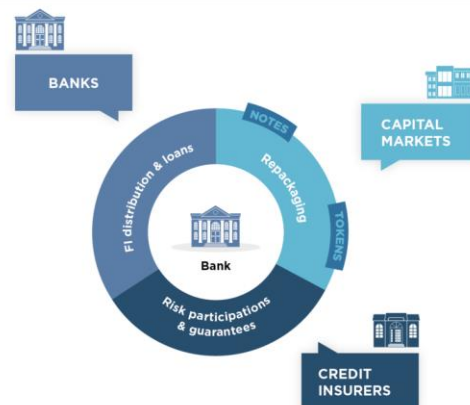 BANKS
NOTES
CAPITAL
MARKETS
FI distribution & loans
Repackaging
TOKENS
Bank
Risk participations
& guarantees
CREDIT
INSURERS